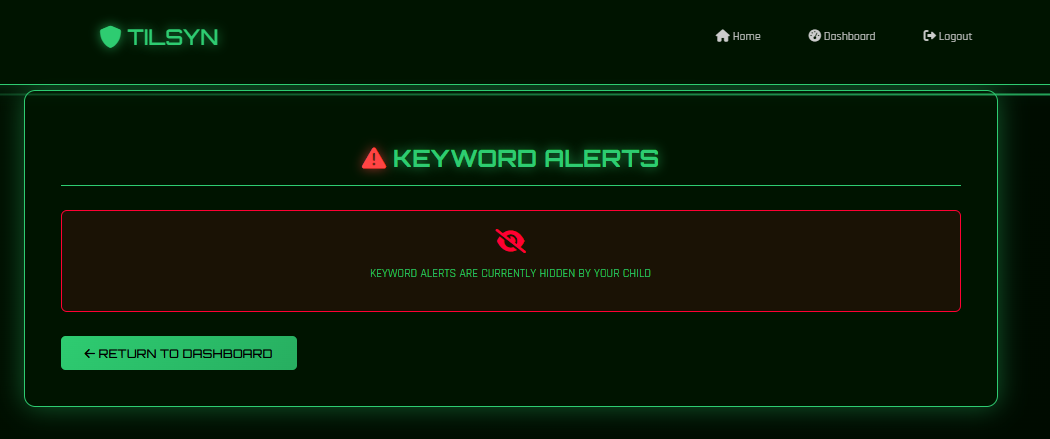 TILSYN
Home Dashboard Logout
KEYWORD ALERTS
KEYWORD ALERTS ARE CURRENTLY HIDDEN BY YOUR CHILD
← RETURN TO DASHBOARD